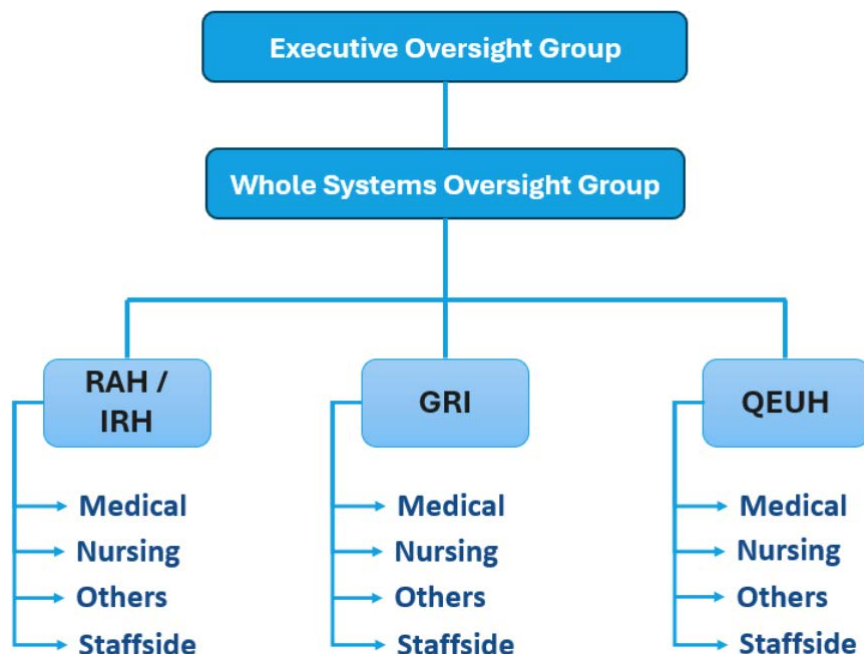 Executive Oversight Group
Whole Systems Oversight Group
RAH /
IRH
Medical
Nursing
Others
Staffside
GRI
Medical
Nursing
Others
Staffside
QEUH
Medical
Nursing
Others
Staffside